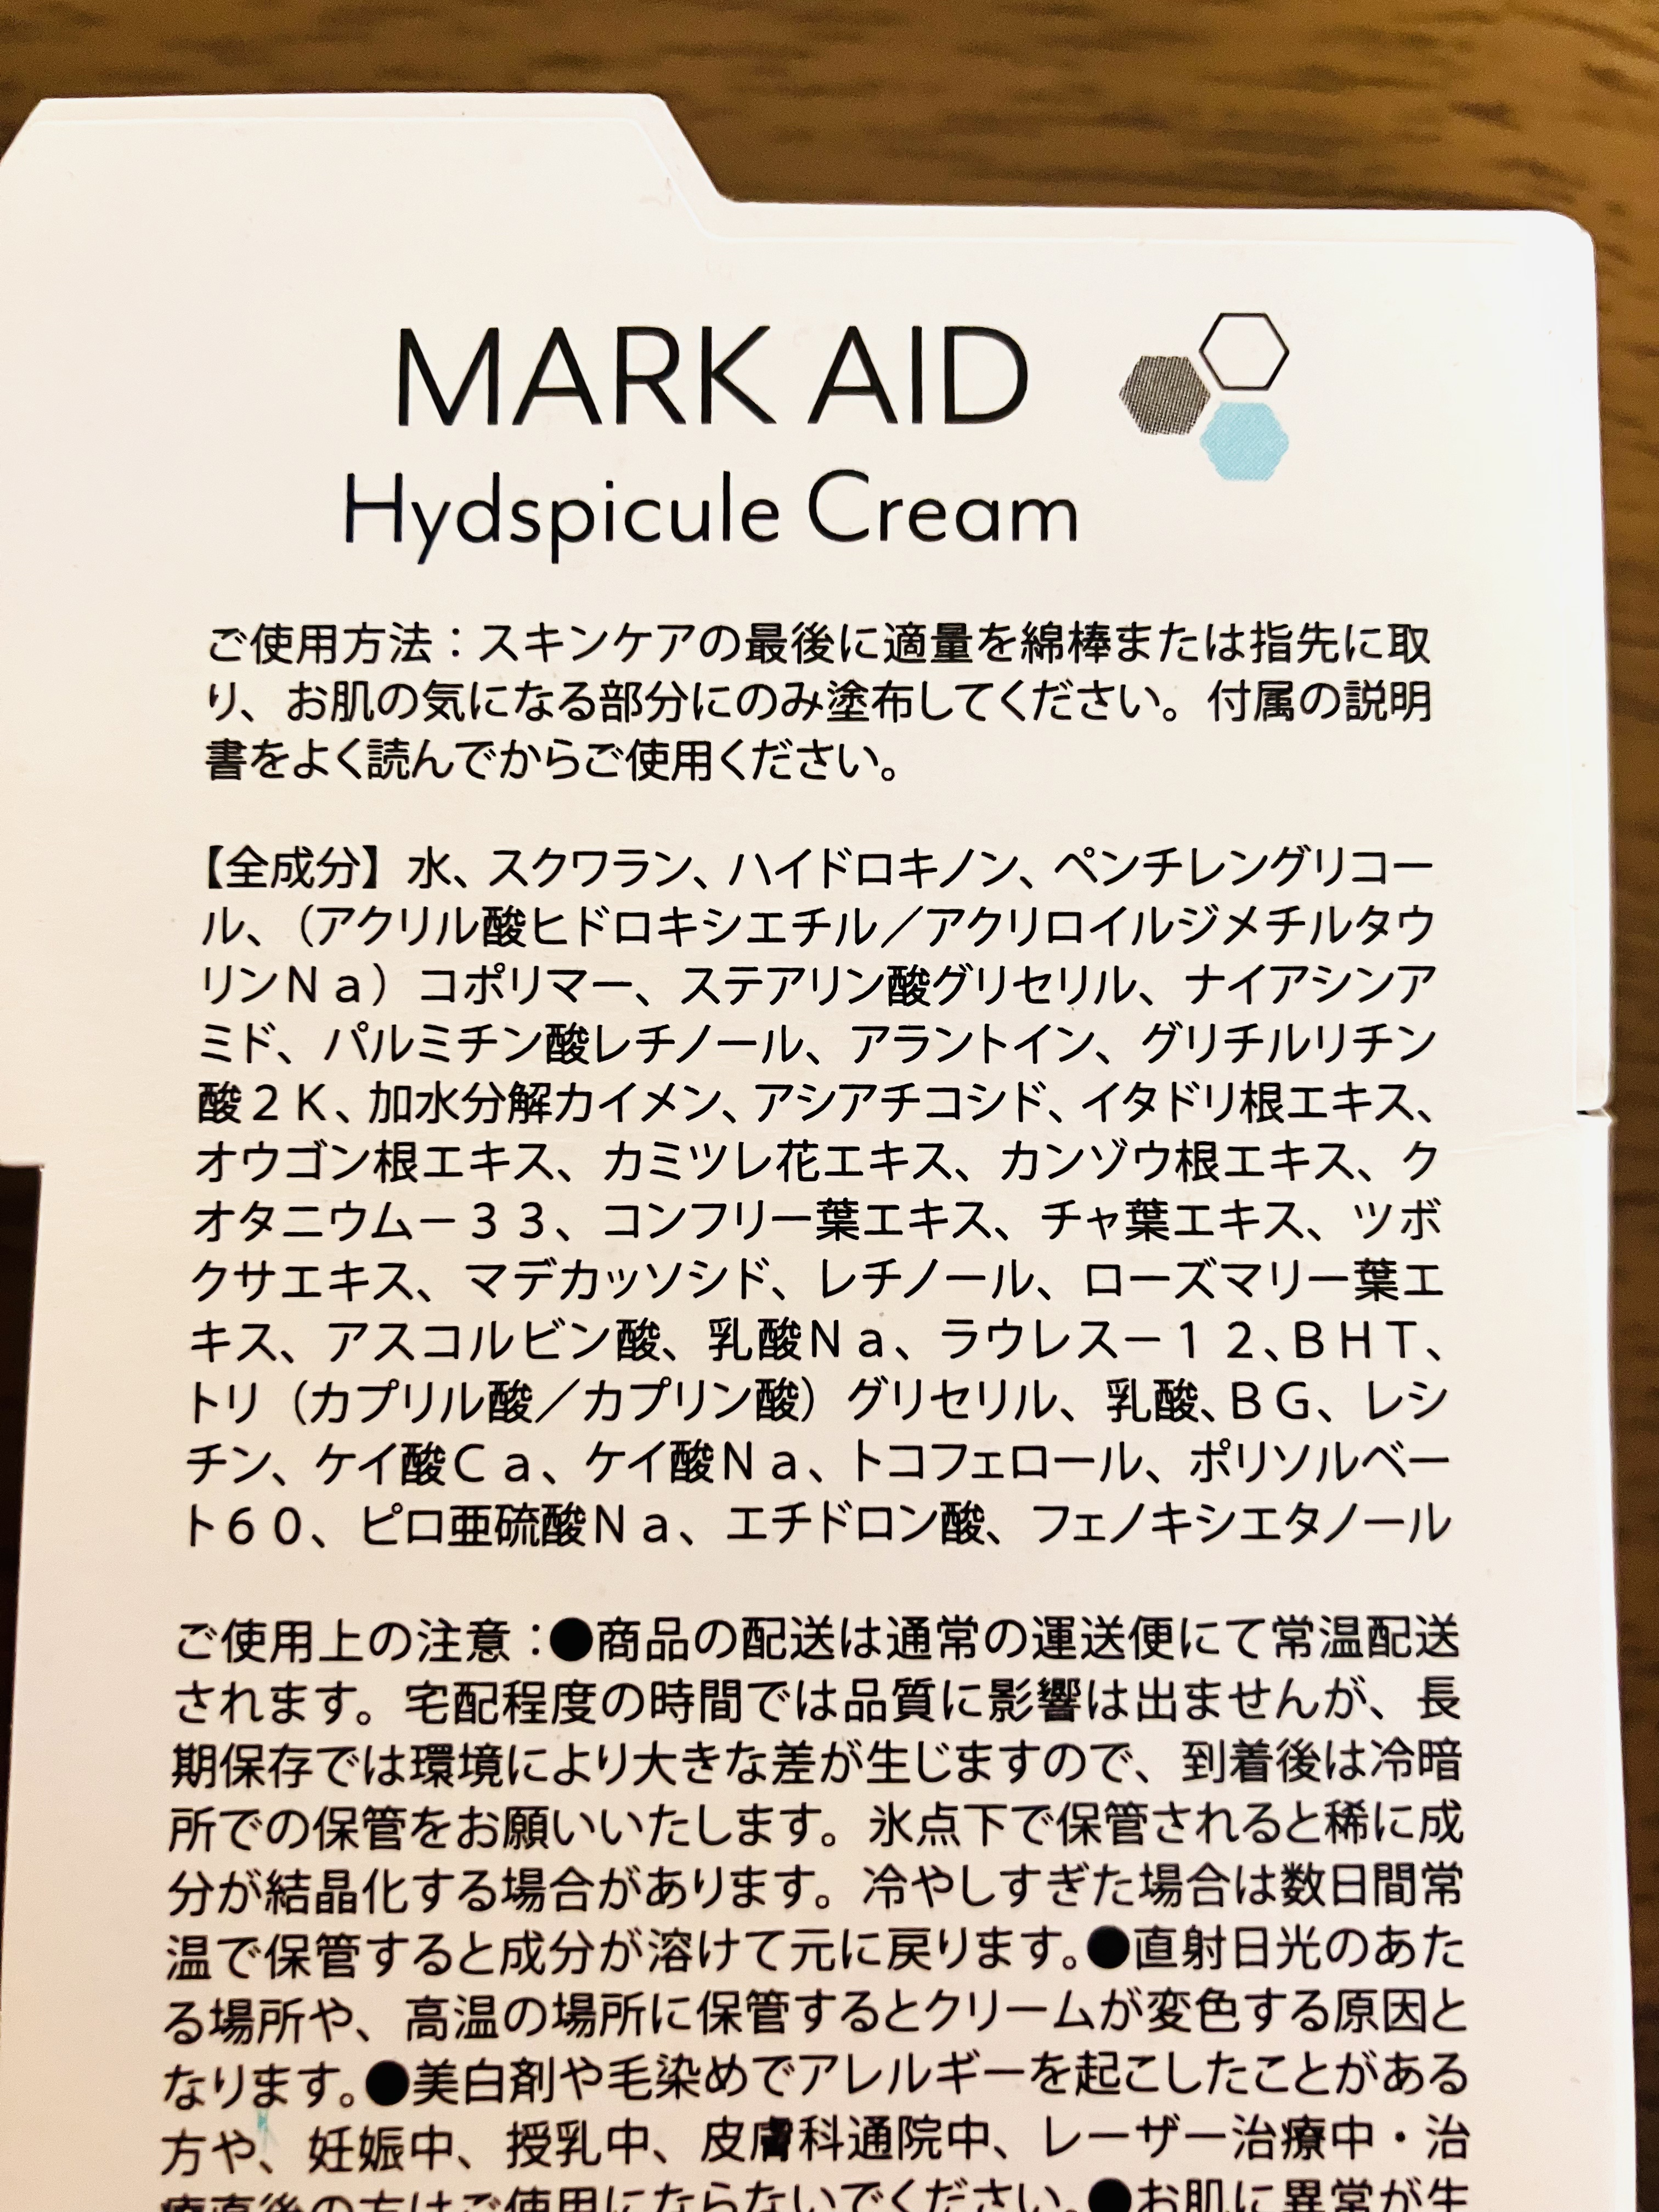 MARK AID
Hydspicule Cream
ご使用方法：スキンケアの最後に適量を綿棒または指先に取
り、お肌の気になる部分にのみ塗布してください。付属の説明
書をよく読んでからご使用ください。
【全成分】水、スクワラン、ハイドロキノン、ペンチレングリコー
ル、（アクリル酸ヒドロキシエチル／アクリロイルジメチルタウ
リンＮａ）コポリマー、ステアリン酸グリセリル、ナイアシンア
ミド、パルミチン酸レチノール、アラントイン、グリチルリチン
酸２Ｋ、加水分解カイメン、アシアチコシド、イタドリ根エキス、
オウゴン根エキス、カミツレ花エキス、カンゾウ根エキス、ク
オタニウム－３３、コンフリー葉エキス、チャ葉エキス、ツボ
クサエキス、マデカッソシド、レチノール、ローズマリー葉エ
キス、アスコルビン酸、乳酸Ｎａ、ラウレス－１２、ＢＨＴ、
トリ（カプリル酸／カプリン酸）グリセリル、乳酸、ＢＧ、レシ
チン、ケイ酸Ｃａ、ケイ酸Ｎａ、トコフェロール、ポリソルベー
ト６０、ピロ亜硫酸Ｎａ、エチドロン酸、フェノキシエタノール
ご使用上の注意：●商品の配送は通常の運送便にて常温配送
されます。宅配程度の時間では品質に影響は出ませんが、長
期保存では環境により大きな差が生じますので、到着後は冷暗
所での保管をお願いいたします。氷点下で保管されると稀に成
分が結晶化する場合があります。冷やしすぎた場合は数日間常
温で保管すると成分が溶けて元に戻ります。●直射日光のあた
る場所や、高温の場所に保管するとクリームが変色する原因と
なります。●美白剤や毛染めでアレルギーを起こしたことがある
方や、妊娠中、授乳中、皮膚科通院中、レーザー治療中・治
療直後の方はご使用にならないでください。●お肌に異常が生